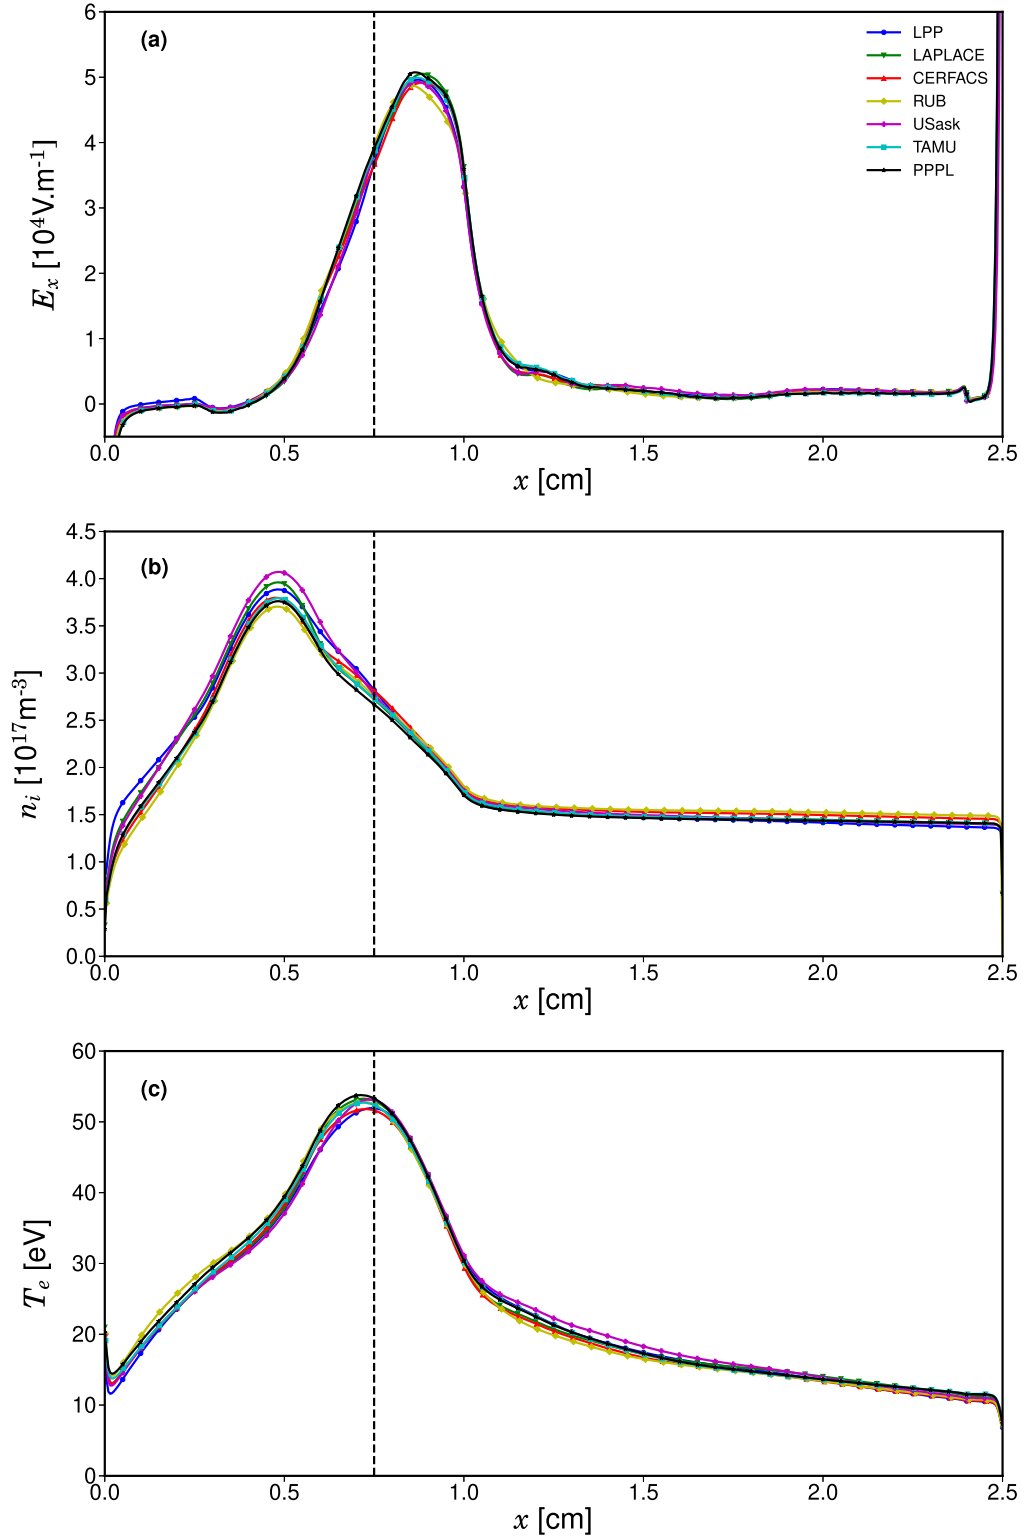 6
5
4
3
2
1
0
(a)
LPP
LAPLACE
CERFACS
RUB
USask
TAMU
PPPL
E_x [10^4V.m^-1]
0.0 0.5 1.0 1.5 2.0 2.5
x [cm]
4.5
4.0
3.5
3.0
2.5
2.0
1.5
1.0
0.5
0.0
(b)
n_i [10^17m^-3]
0.0 0.5 1.0 1.5 2.0 2.5
x [cm]
60
50
40
30
20
10
0
(c)
T_e [eV]
0.0 0.5 1.0 1.5 2.0 2.5
x [cm]